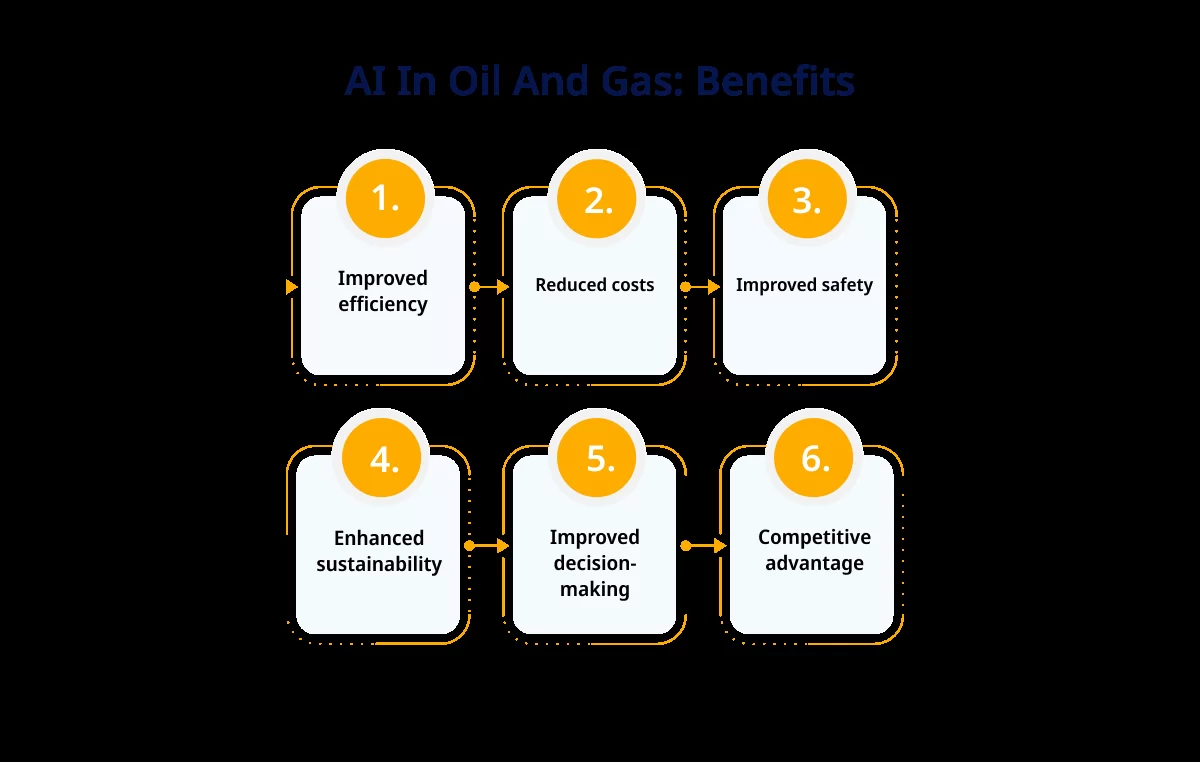 AI In Oil And Gas: Benefits
1.
2.
3.
Improved
efficiency
Reduced costs
Improved safety
4.
5.
6.
Enhanced
sustainability
Improved
decision-
making
Competitive
advantage